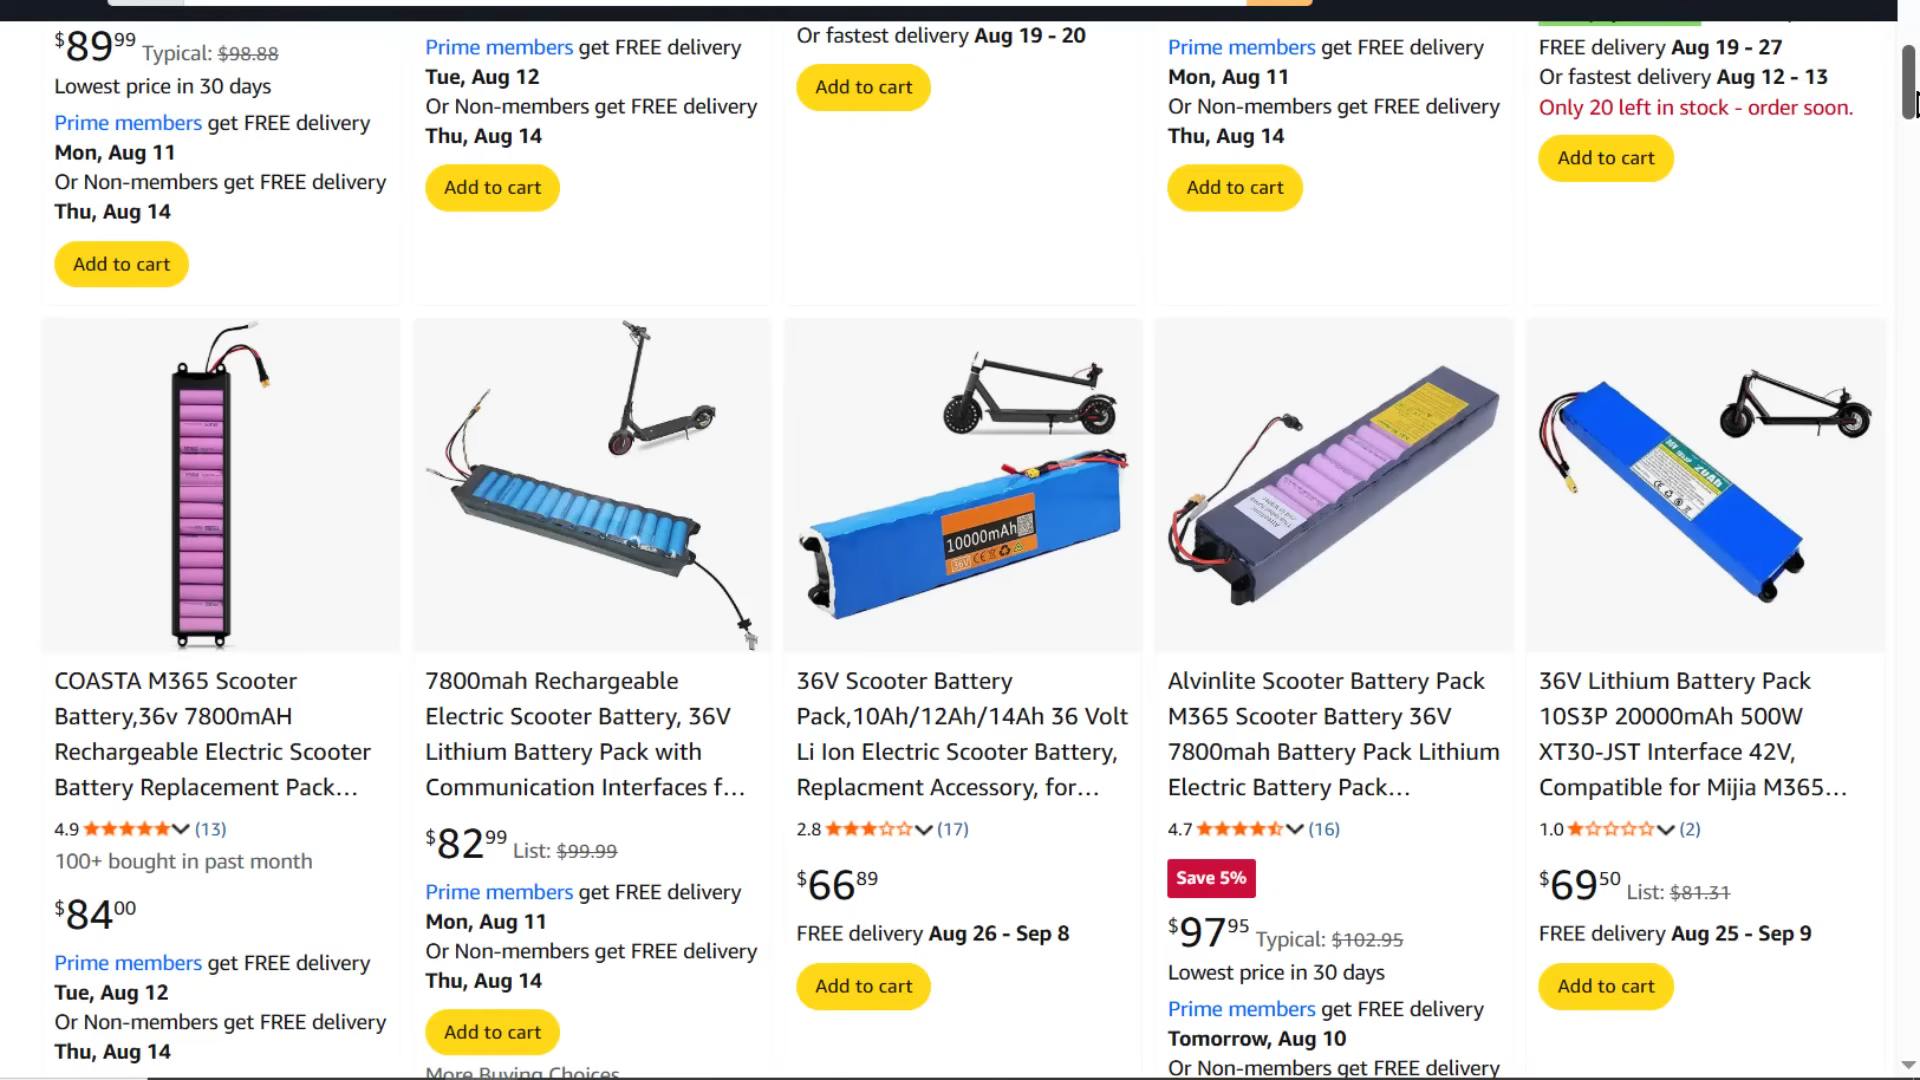 $89.99 Typical: $98.88
Lowest price in 30 days
Prime members get FREE delivery
Mon, Aug 11
Or Non-members get FREE delivery
Thu, Aug 14
Add to cart
Prime members get FREE delivery
Tue, Aug 12
Or Non-members get FREE delivery
Thu, Aug 14
Add to cart
Or fastest delivery Aug 19 - 20
Add to cart
Prime members get FREE delivery
Mon, Aug 11
Or Non-members get FREE delivery
Thu, Aug 14
Add to cart
FREE delivery Aug 19 - 27
Or fastest delivery Aug 12 - 13
Only 20 left in stock - order soon.
Add to cart
COASTA M365 Scooter
Battery,36v 7800mAH
Rechargeable Electric Scooter
Battery Replacement Pack...
4.9 (13)
100+ bought in past month
$84.00
Prime members get FREE delivery
Tue, Aug 12
Or Non-members get FREE delivery
Thu, Aug 14
7800mah Rechargeable
Electric Scooter Battery, 36V
Lithium Battery Pack with
Communication Interfaces f...
$82.99 List: $99.99
Prime members get FREE delivery
Mon, Aug 11
Or Non-members get FREE delivery
Thu, Aug 14
Add to cart
More Buying Choices
10000mAh
36V
36V Scooter Battery
Pack,10Ah/12Ah/14Ah 36 Volt
Li Ion Electric Scooter Battery,
Replacment Accessory, for...
2.8 (17)
$66.89
FREE delivery Aug 26 - Sep 8
Add to cart
Alvinlite Scooter Battery Pack
M365 Scooter Battery 36V
7800mah Battery Pack Lithium
Electric Battery Pack...
4.7 (16)
Save 5%
$97.95 Typical: $102.95
Lowest price in 30 days
Prime members get FREE delivery
Tomorrow, Aug 10
Or Non-members get FREE delivery
20AH
36V Lithium Battery Pack
10S3P 20000mAh 500W
XT30-JST Interface 42V,
Compatible for Mijia M365...
1.0 (2)
$69.50 List: $81.31
FREE delivery Aug 25 - Sep 9
Add to cart